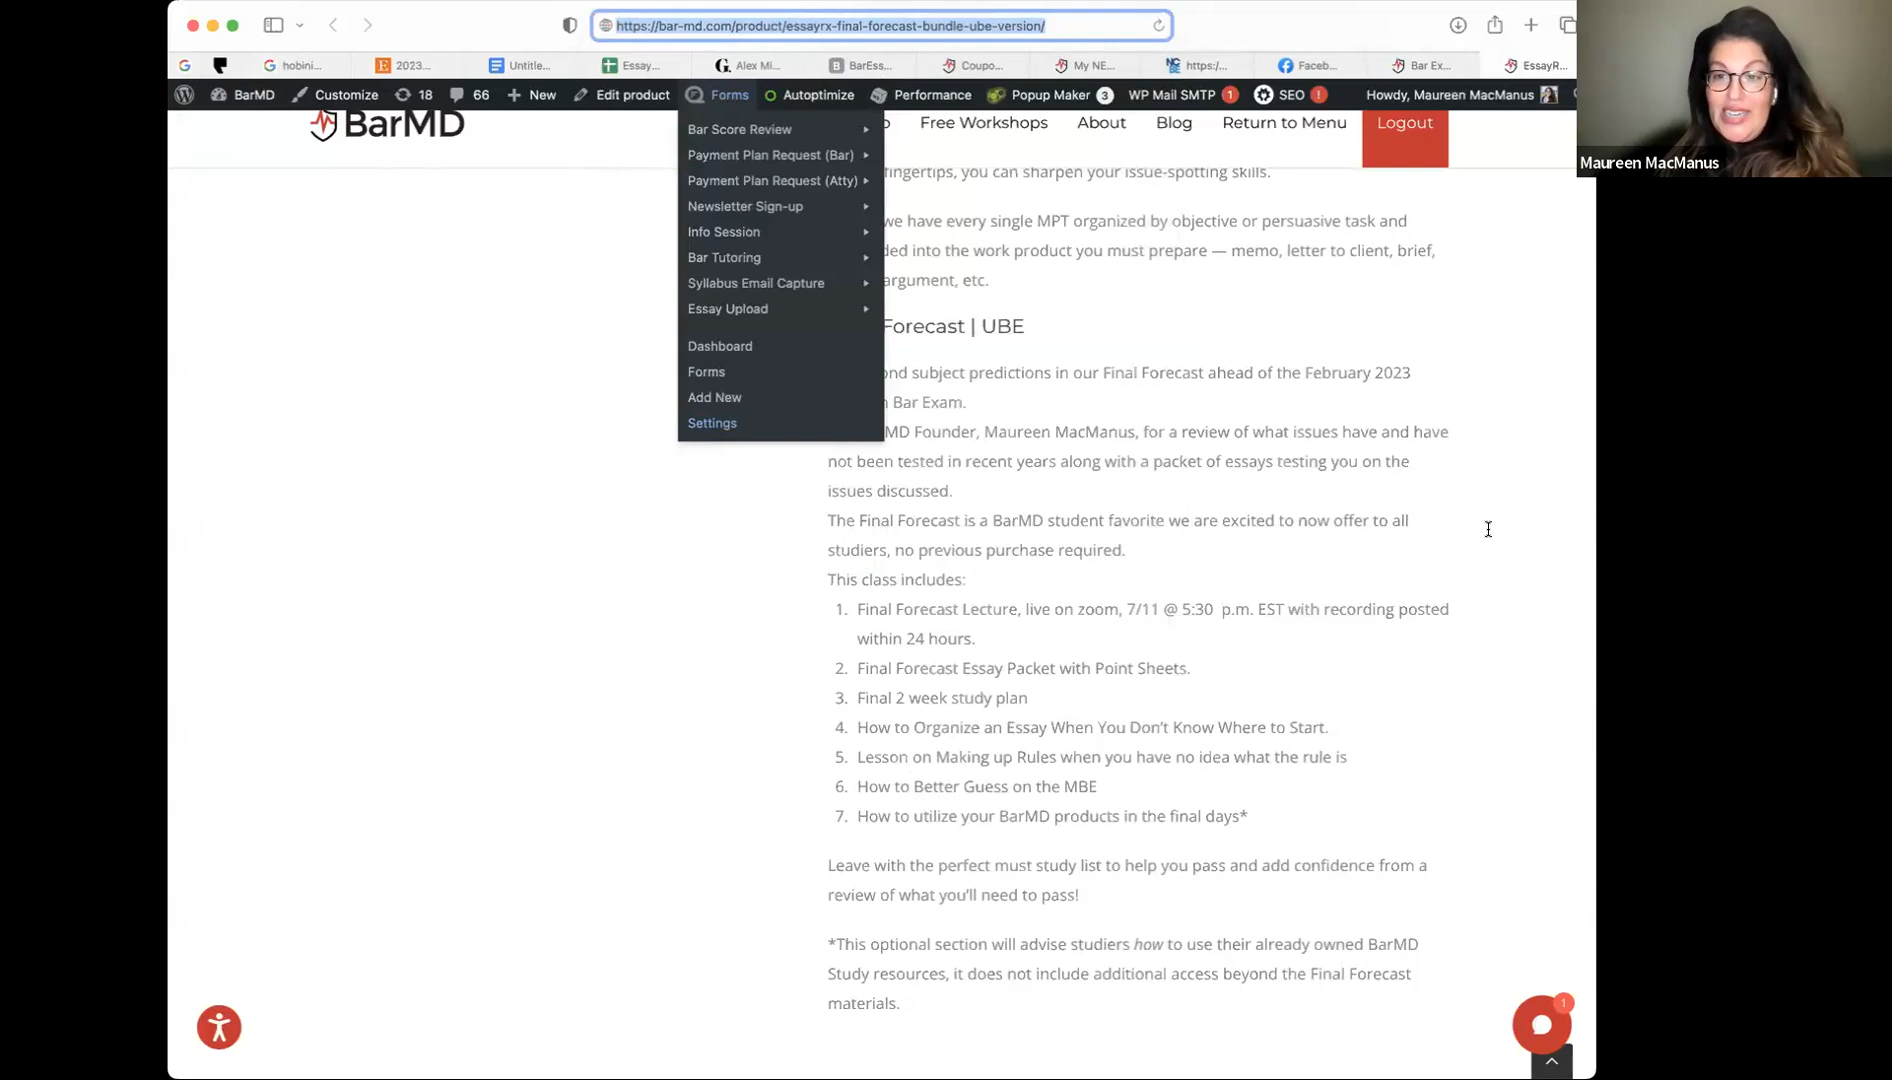 https://bar-md.com/product/essayrx-final-forecast-bundle-ube-version/
hobini...
2023...
Untitle...
Essay...
Alex Mi...
BarEss...
Coupo...
My NE...
https:/...
Faceb...
Bar Ex...
EssayR...
BarMD
Customize
18
66
New
Edit product
Forms
Autoptimize
Performance
Popup Maker 3
WP Mail SMTP 1
SEO !
Howdy, Maureen MacManus
Maureen MacManus
BarMD
Free Workshops
About
Blog
Return to Menu
Logout
Bar Score Review
Payment Plan Request (Bar)
Payment Plan Request (Atty)
Newsletter Sign-up
Info Session
Bar Tutoring
Syllabus Email Capture
Essay Upload
Dashboard
Forms
Add New
Settings
fingertips, you can sharpen your issue-spotting skills.
we have every single MPT organized by objective or persuasive task and
ded into the work product you must prepare — memo, letter to client, brief,
argument, etc.
Forecast | UBE
ond subject predictions in our Final Forecast ahead of the February 2023
n Bar Exam.
MD Founder, Maureen MacManus, for a review of what issues have and have
not been tested in recent years along with a packet of essays testing you on the
issues discussed.
The Final Forecast is a BarMD student favorite we are excited to now offer to all
studiers, no previous purchase required.
This class includes:
1. Final Forecast Lecture, live on zoom, 7/11 @ 5:30 p.m. EST with recording posted
within 24 hours.
2. Final Forecast Essay Packet with Point Sheets.
3. Final 2 week study plan
4. How to Organize an Essay When You Don't Know Where to Start.
5. Lesson on Making up Rules when you have no idea what the rule is
6. How to Better Guess on the MBE
7. How to utilize your BarMD products in the final days*
Leave with the perfect must study list to help you pass and add confidence from a
review of what you'll need to pass!
*This optional section will advise studiers how to use their already owned BarMD
Study resources, it does not include additional access beyond the Final Forecast
materials.
1